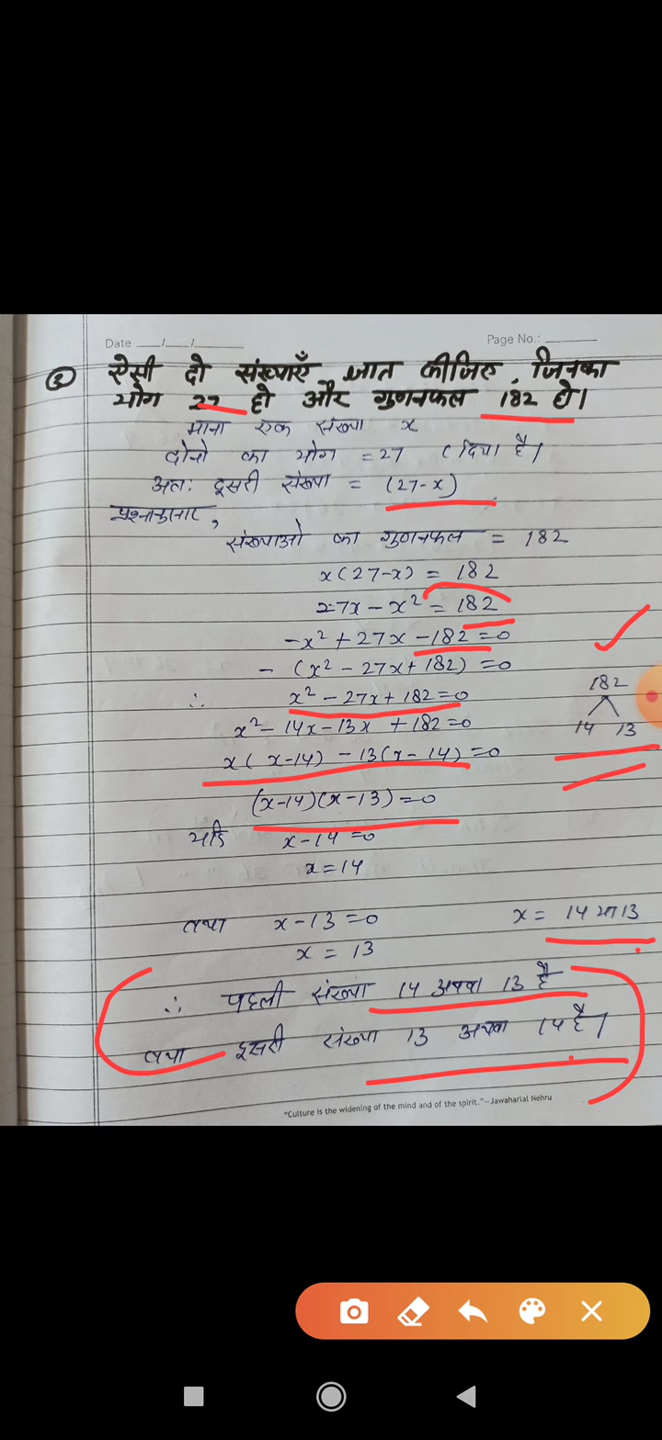 Date ___/___/______ Page No.: ______
③ ऐसी दो संख्याएँ ज्ञात कीजिए, जिनका
योग 27 हो और गुणनफल 182 हो।
माना एक संख्या x
दोनो का योग = 27 (दिया है।
अतः दूसरी संख्या = (27-x)
प्रश्नानुसार,
संख्याओ का गुणनफल = 182
x(27-x) = 182
27x - x² = 182
-x² + 27x - 182 = 0
- (x² - 27x + 182) = 0
∴ x² - 27x + 182 = 0
182
x² - 14x - 13x + 182 = 0
14 13
x(x-14) - 13(x-14) = 0
(x-14)(x-13) = 0
यदि x-14 = 0
x = 14
तथा x-13 = 0 x = 14 या 13
x = 13
∴ पहली संख्या 14 अथवा 13 है
तथा दूसरी संख्या 13 अथवा 14 है।
"Culture is the widening of the mind and of the spirit."–Jawaharlal Nehru